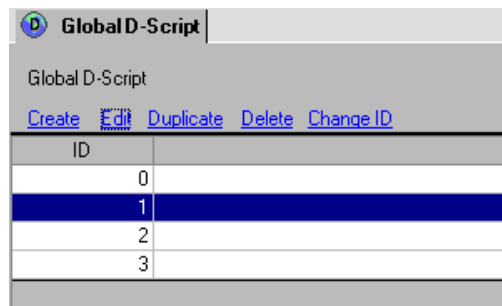 Global D-Script
Global D-Script
Create Edit Duplicate Delete Change ID
ID
0
1
2
3